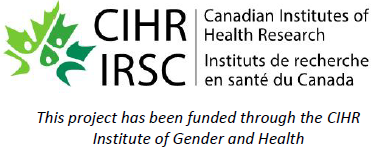 CIHR
IRSC
Canadian Institutes of
Health Research
Instituts de recherche
en santé du Canada
This project has been funded through the CIHR
Institute of Gender and Health